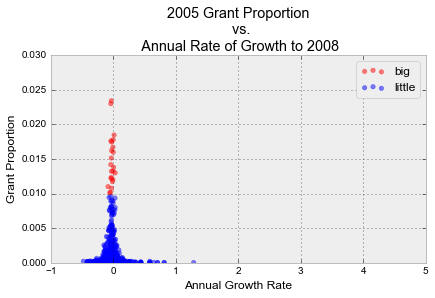 2005 Grant Proportion
vs.
Annual Rate of Growth to 2008
0.030
0.025
0.020
0.015
0.010
0.005
0.000
Grant Proportion
big
little
−1 0 1 2 3 4 5
Annual Growth Rate